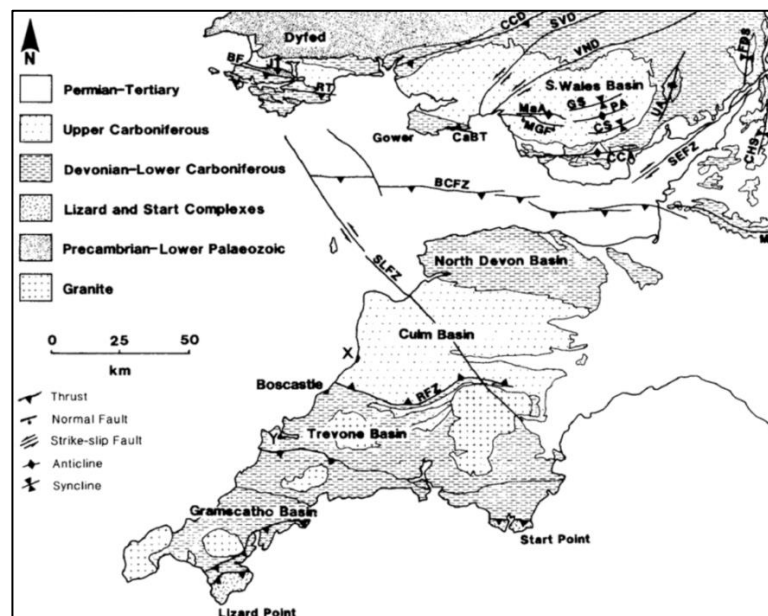 N
Permian-Tertiary
Upper Carboniferous
Devonian-Lower Carboniferous
Lizard and Start Complexes
Precambrian-Lower Palaeozoic
Granite
0 25 50
km
Thrust
Normal Fault
Strike-slip Fault
Anticline
Syncline
Dyfed
BF
JT
RT
CCD
SVD
VND
S.Wales Basin
GS
PA
MaA
MGF
CS
CCA
UA
FDS
CHS
SEFZ
M
Gower
CaBT
BCFZ
SLFZ
North Devon Basin
Culm Basin
X
Boscastle
RFZ
Trevone Basin
Gramscatho Basin
Start Point
Lizard Point